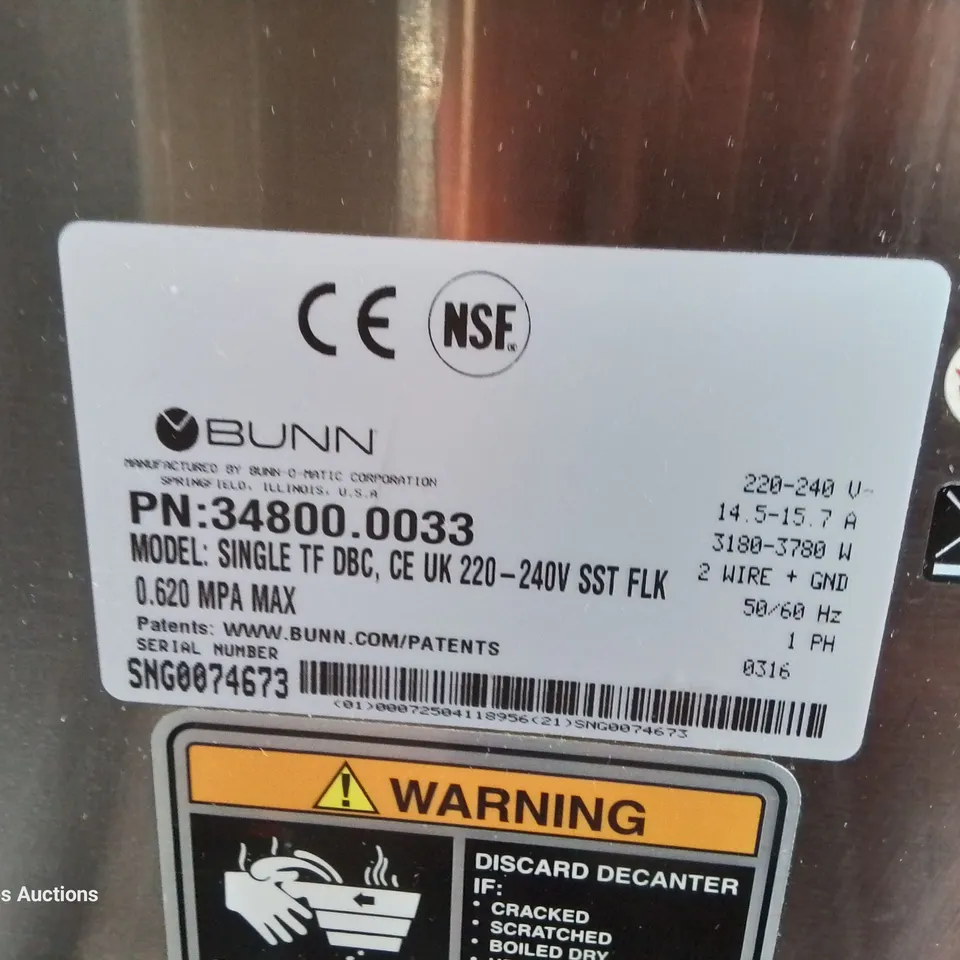 CE NSF
BUNN
MANUFACTURED BY BUNN-O-MATIC CORPORATION
SPRINGFIELD, ILLINOIS, U.S.A
PN:34800.0033
MODEL: SINGLE TF DBC, CE UK 220-240V SST FLK
0.620 MPA MAX
Patents: WWW.BUNN.COM/PATENTS
SERIAL NUMBER
SNG0074673
(01)00072504118956(21)SNG0074673
220-240 V~
14.5-15.7 A
3180-3780 W
2 WIRE + GND
50/60 Hz
1 PH
0316
WARNING
DISCARD DECANTER
IF:
• CRACKED
• SCRATCHED
• BOILED DRY
s Auctions